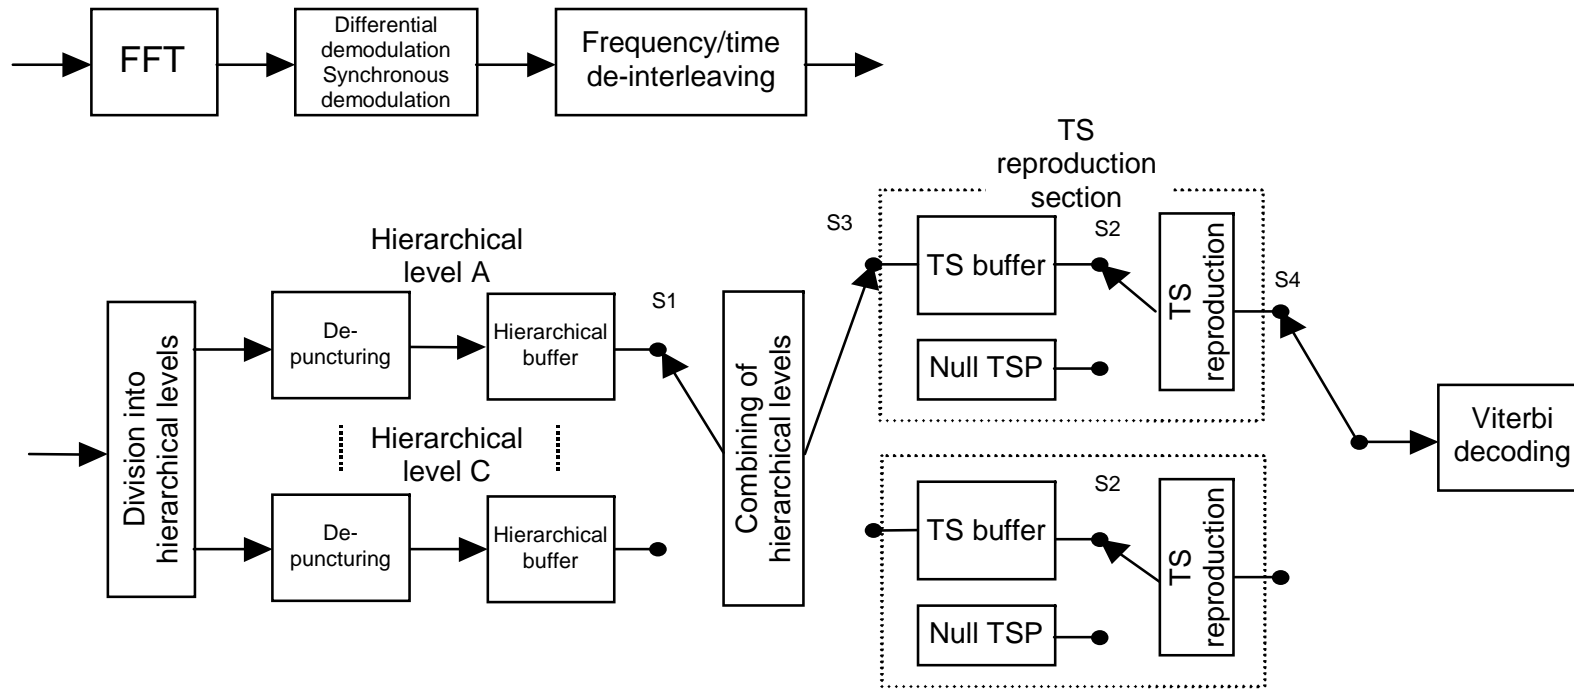 FFT
Differential
demodulation
Synchronous
demodulation
Frequency/time
de-interleaving
TS
reproduction
section
Hierarchical
level A
S1
S3
TS buffer
S2
TS
reproduction
S4
Division into
hierarchical levels
De-
puncturing
Hierarchical
buffer
Combining of
hierarchical levels
Null TSP
Viterbi
decoding
Hierarchical
level C
De-
puncturing
Hierarchical
buffer
TS buffer
S2
TS
reproduction
Null TSP